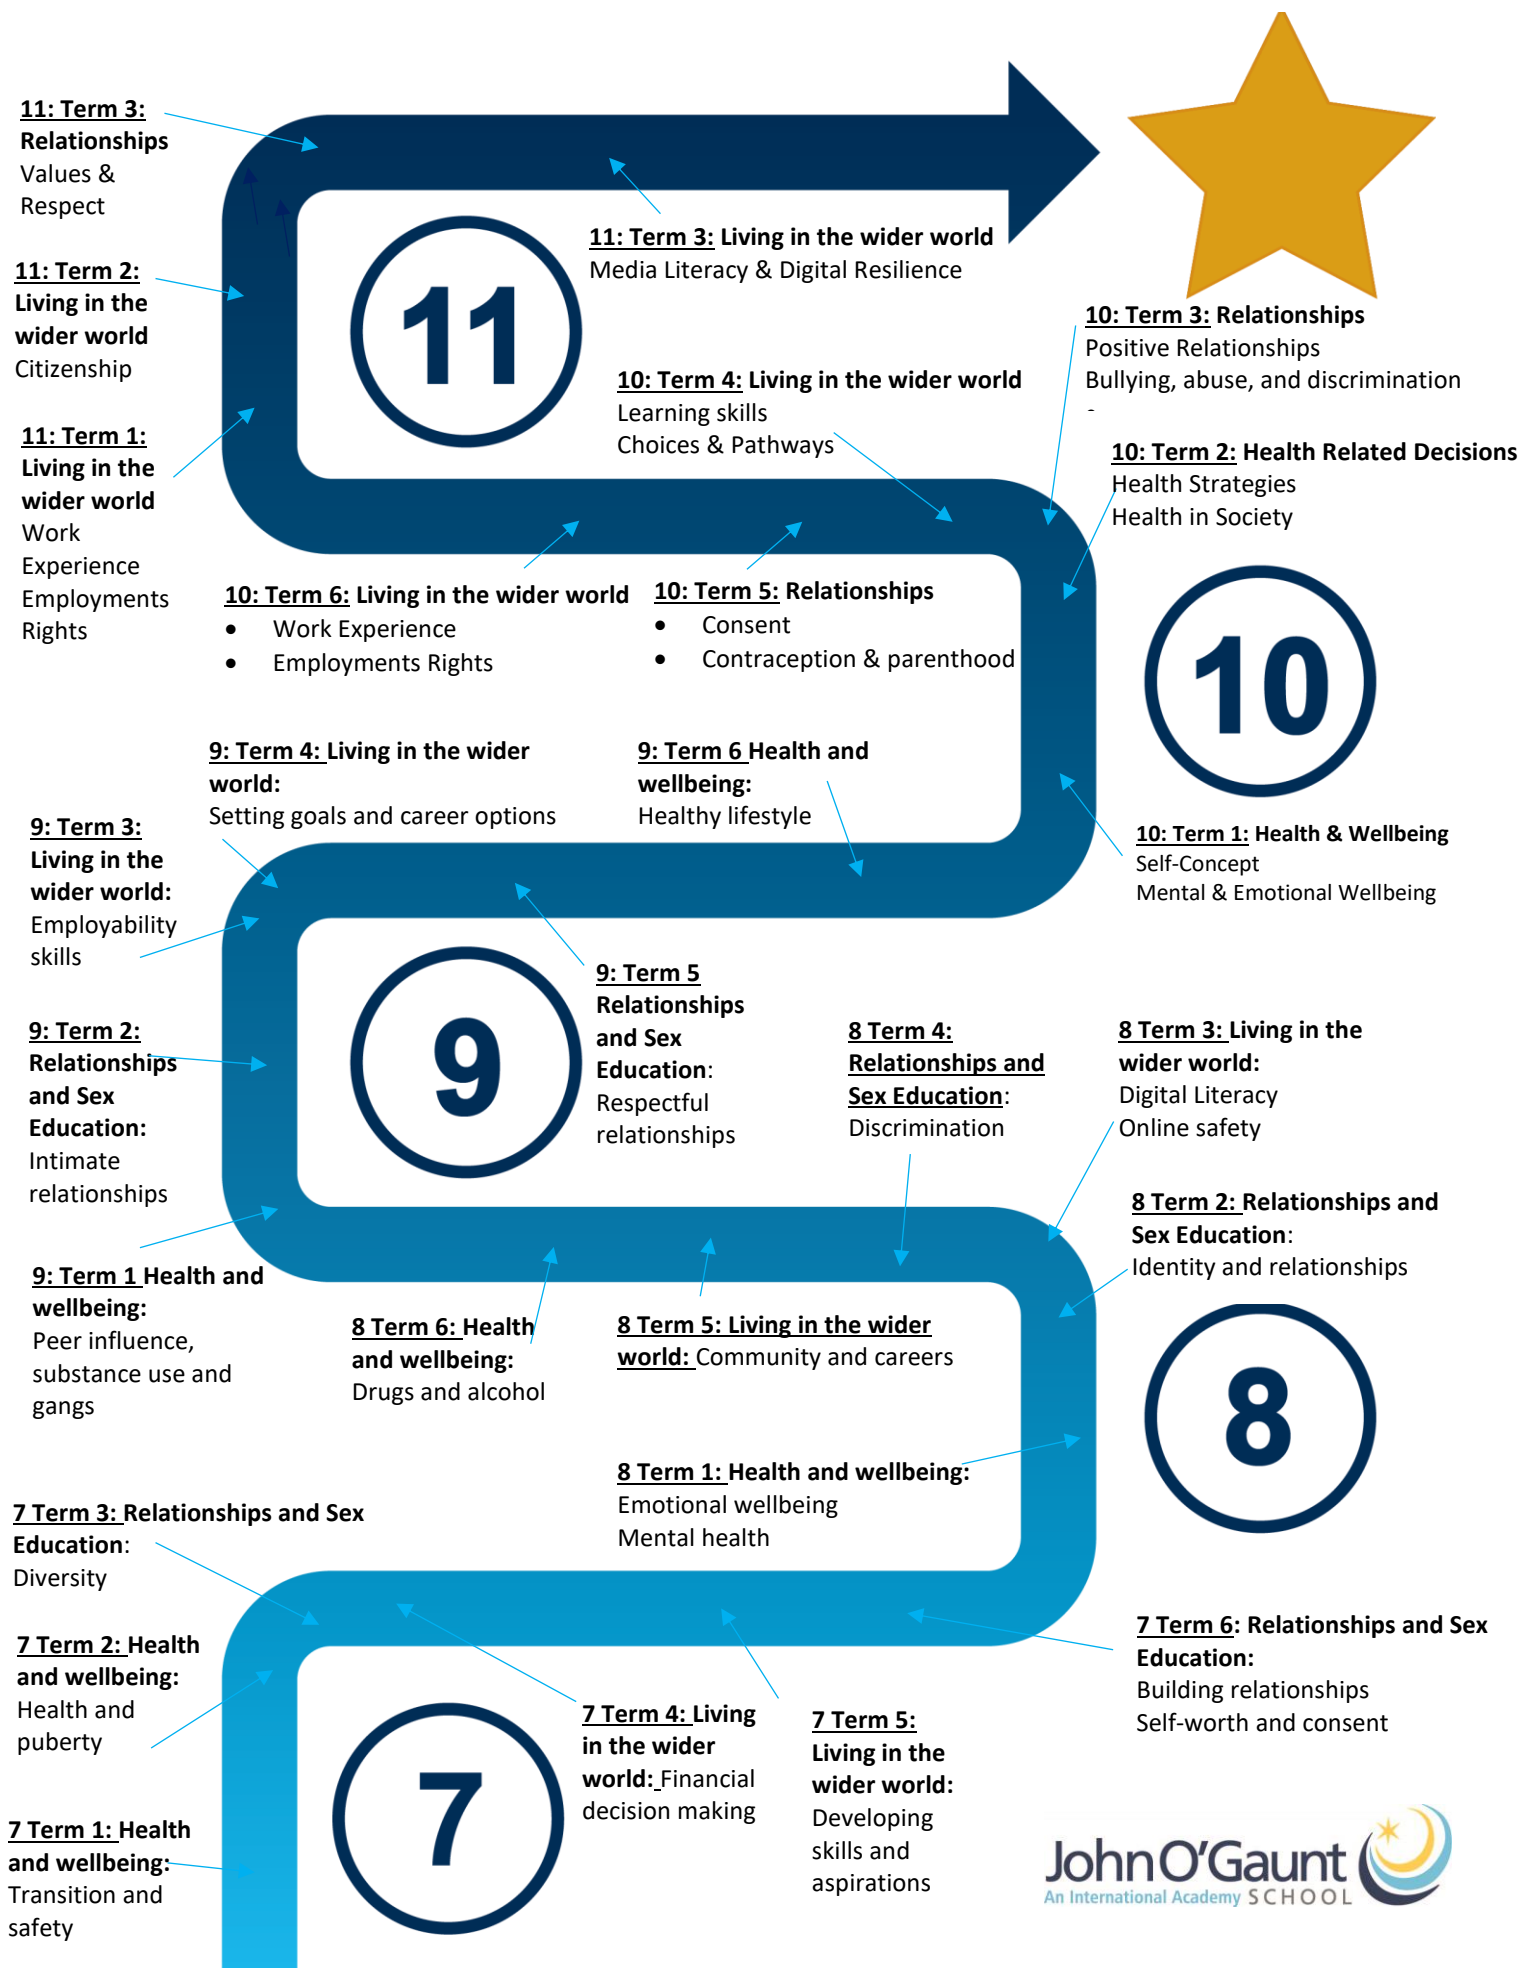 11: Term 3:
Relationships
Values &
Respect
11: Term 3: Living in the wider world
Media Literacy & Digital Resilience
11: Term 2:
Living in the
wider world
Citizenship
11
11: Term 1:
Living in the
wider world
Work
Experience
Employments
Rights
10: Term 3: Relationships
Positive Relationships
Bullying, abuse, and discrimination
10: Term 4: Living in the wider world
Learning skills
Choices & Pathways
10: Term 2: Health Related Decisions
Health Strategies
Health in Society
10: Term 6: Living in the wider world
• Work Experience
• Employments Rights
10: Term 5: Relationships
• Consent
• Contraception & parenthood
10
10: Term 1: Health & Wellbeing
Self-Concept
Mental & Emotional Wellbeing
9: Term 4: Living in the wider
world:
Setting goals and career options
9: Term 6 Health and
wellbeing:
Healthy lifestyle
9: Term 3:
Living in the
wider world:
Employability
skills
9: Term 5
Relationships
and Sex
Education:
Respectful
relationships
9: Term 2:
Relationships
and Sex
Education:
Intimate
relationships
9
8 Term 4:
Relationships and
Sex Education:
Discrimination
8 Term 3: Living in the
wider world:
Digital Literacy
Online safety
8 Term 2: Relationships and
Sex Education:
Identity and relationships
9: Term 1 Health and
wellbeing:
Peer influence,
substance use and
gangs
8 Term 6: Health
and wellbeing:
Drugs and alcohol
8 Term 5: Living in the wider
world: Community and careers
8
8 Term 1: Health and wellbeing:
Emotional wellbeing
Mental health
7 Term 3: Relationships and Sex
Education:
Diversity
7 Term 2: Health
and wellbeing:
Health and
puberty
7 Term 6: Relationships and Sex
Education:
Building relationships
Self-worth and consent
7 Term 4: Living
in the wider
world: Financial
decision making
7 Term 5:
Living in the
wider world:
Developing
skills and
aspirations
7
7 Term 1: Health
and wellbeing:
Transition and
safety
John O'Gaunt
An International Academy SCHOOL